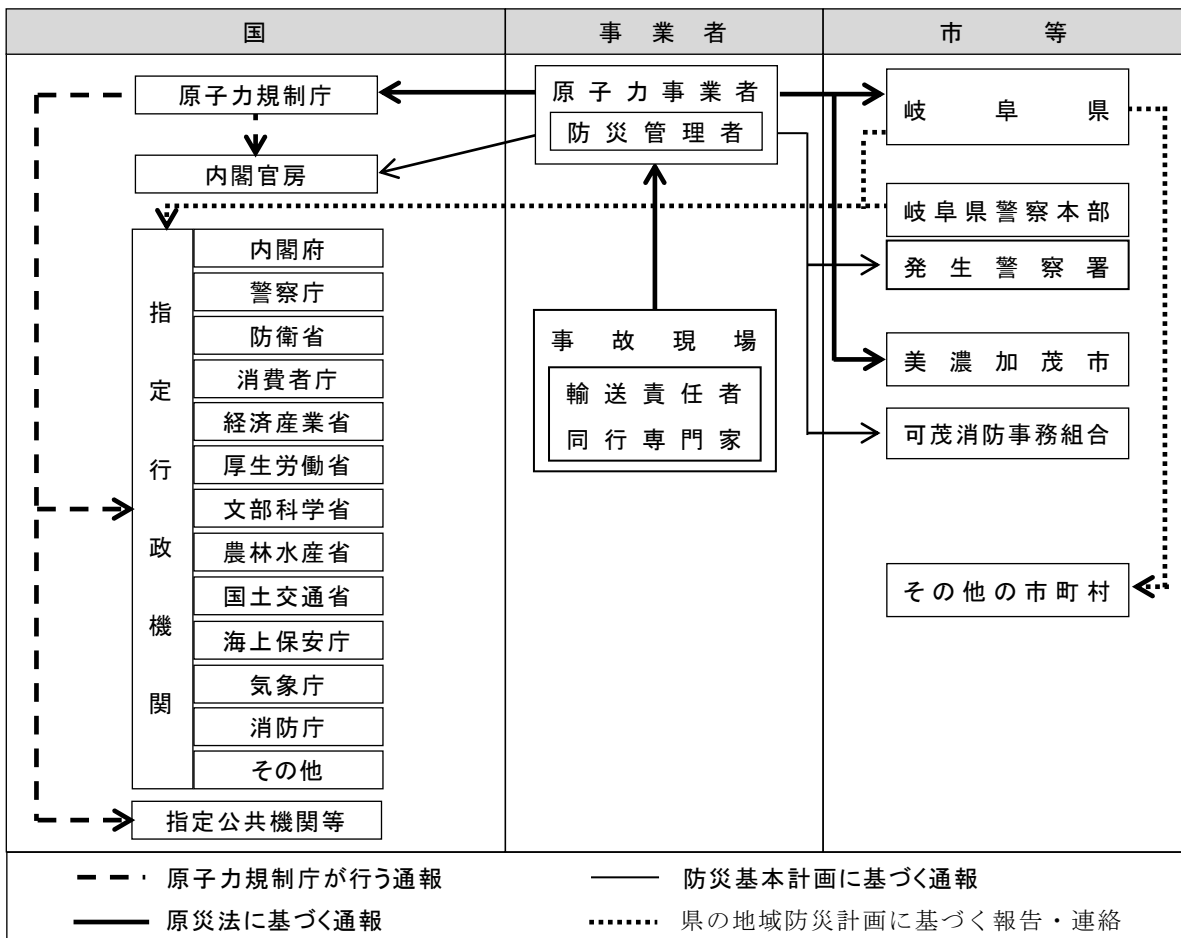 国
事業者
市等
原子力規制庁
内閣官房
指定行政機関
内閣府
警察庁
防衛省
消費者庁
経済産業省
厚生労働省
文部科学省
農林水産省
国土交通省
海上保安庁
気象庁
消防庁
その他
指定公共機関等
原子力事業者
防災管理者
事故現場
輸送責任者
同行専門家
岐阜県
岐阜県警察本部
発生警察署
美濃加茂市
可茂消防事務組合
その他の市町村
原子力規制庁が行う通報
防災基本計画に基づく通報
原災法に基づく通報
県の地域防災計画に基づく報告・連絡